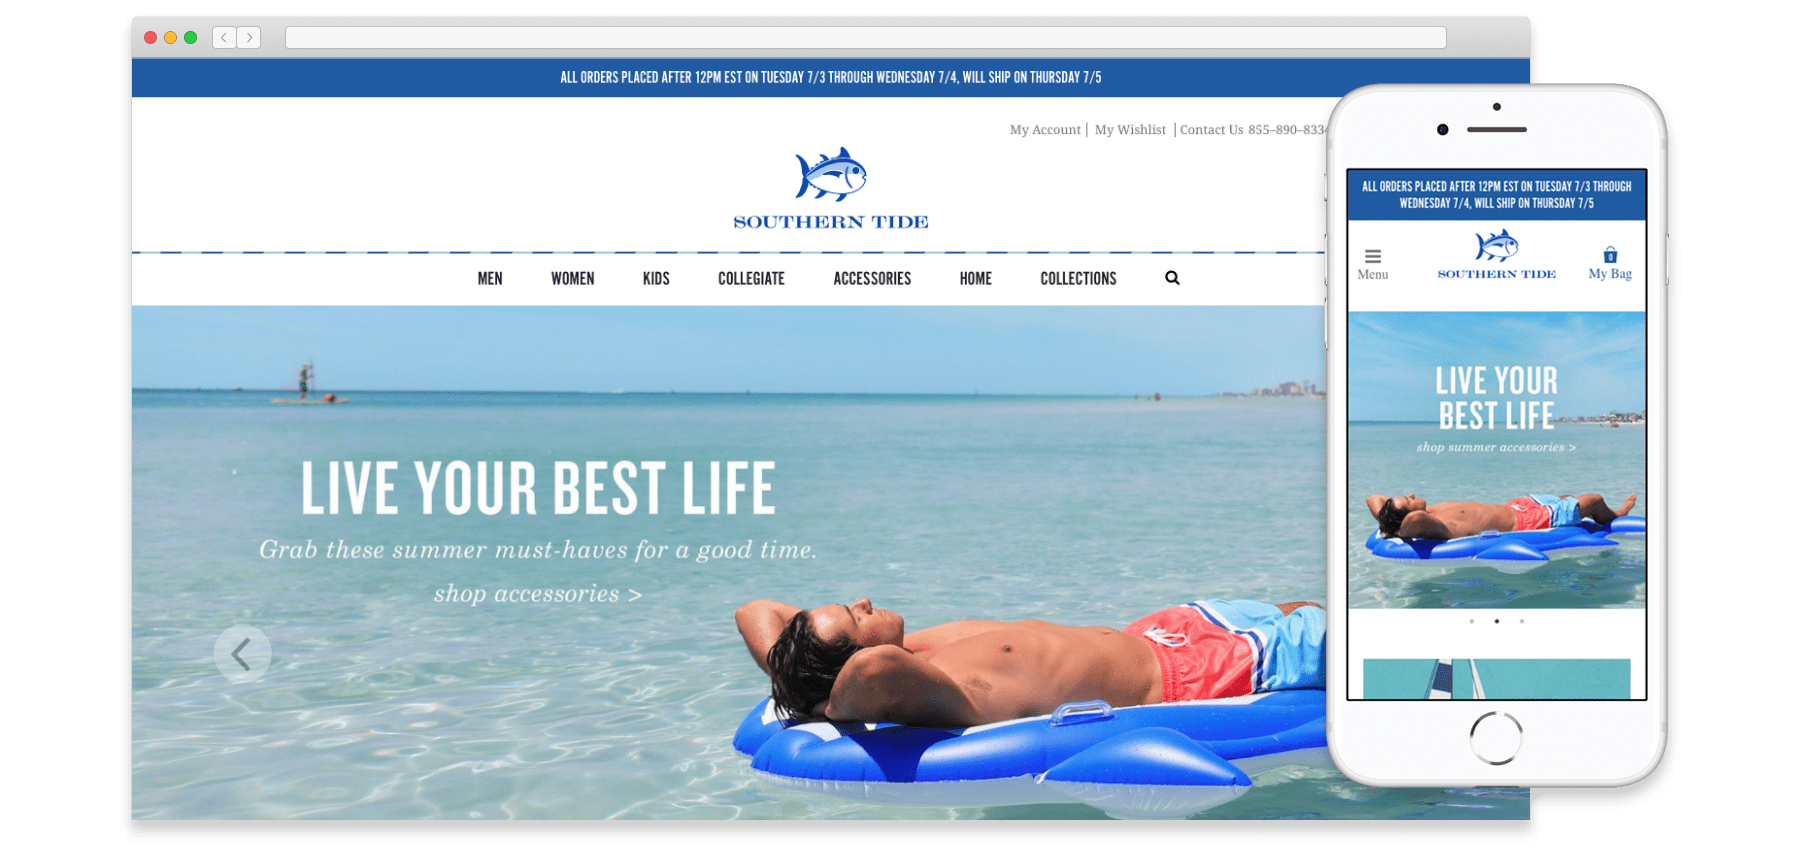 ALL ORDERS PLACED AFTER 12PM EST ON TUESDAY 7/3 THROUGH WEDNESDAY 7/4, WILL SHIP ON THURSDAY 7/5
My Account | My Wishlist | Contact Us 855–890–8334
SOUTHERN TIDE
MEN WOMEN KIDS COLLEGIATE ACCESSORIES HOME COLLECTIONS
LIVE YOUR BEST LIFE
Grab these summer must-haves for a good time.
shop accessories >
ALL ORDERS PLACED AFTER 12PM EST ON TUESDAY 7/3 THROUGH
WEDNESDAY 7/4, WILL SHIP ON THURSDAY 7/5
Menu
SOUTHERN TIDE
0
My Bag
LIVE YOUR
BEST LIFE
shop summer accessories >